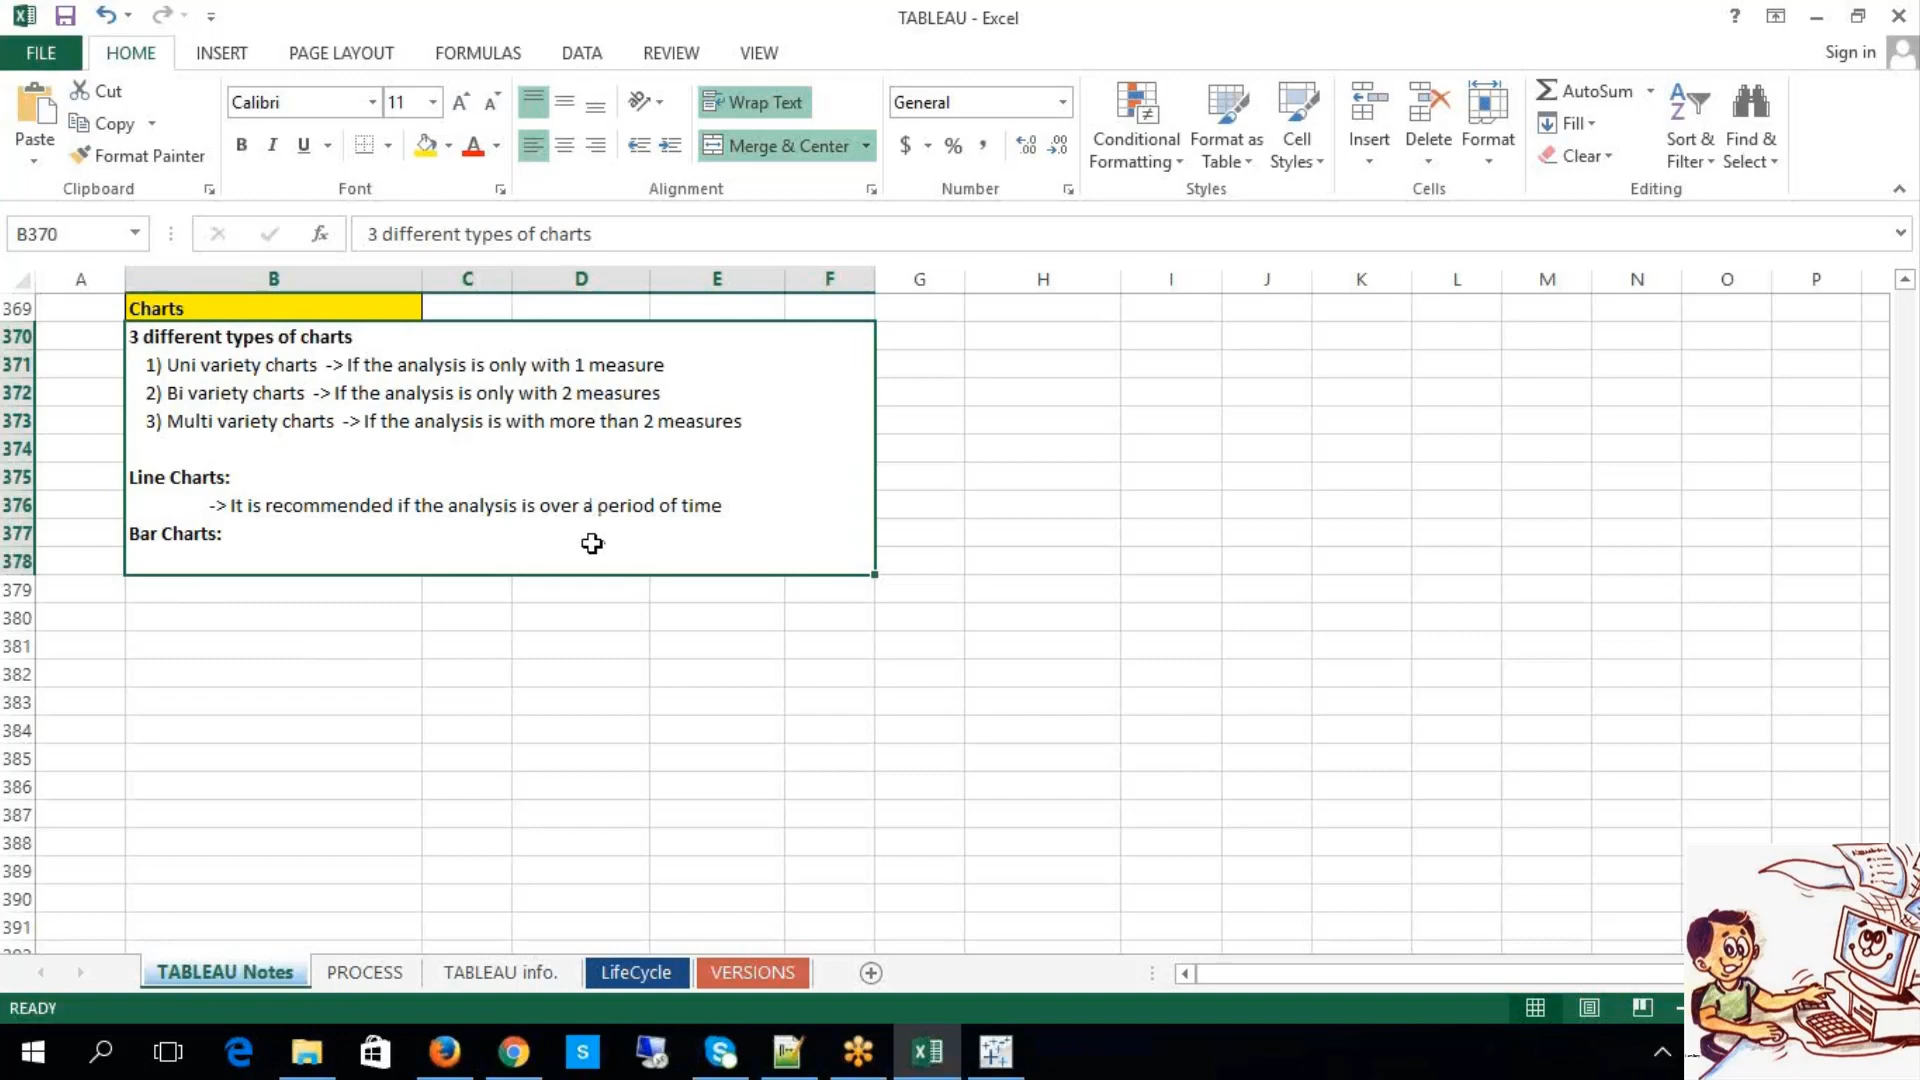 TABLEAU - Excel
?
Sign in
FILE
HOME
INSERT
PAGE LAYOUT
FORMULAS
DATA
REVIEW
VIEW
Paste
Cut
Copy
Format Painter
Clipboard
Calibri
11
B I U
Font
Wrap Text
Merge & Center
Alignment
General
$ % ,
Number
Conditional
Formatting
Format as
Table
Cell
Styles
Styles
Insert
Delete
Format
Cells
AutoSum
Fill
Clear
Sort &
Filter
Find &
Select
Editing
B370
fx
3 different types of charts
A B C D E F G H I J K L M N O P
369 Charts
370 3 different types of charts
371 1) Uni variety charts -> If the analysis is only with 1 measure
372 2) Bi variety charts -> If the analysis is only with 2 measures
373 3) Multi variety charts -> If the analysis is with more than 2 measures
374
375 Line Charts:
376 -> It is recommended if the analysis is over a period of time
377 Bar Charts:
378
379
380
381
382
383
384
385
386
387
388
389
390
391
TABLEAU Notes
PROCESS
TABLEAU info.
LifeCycle
VERSIONS
READY